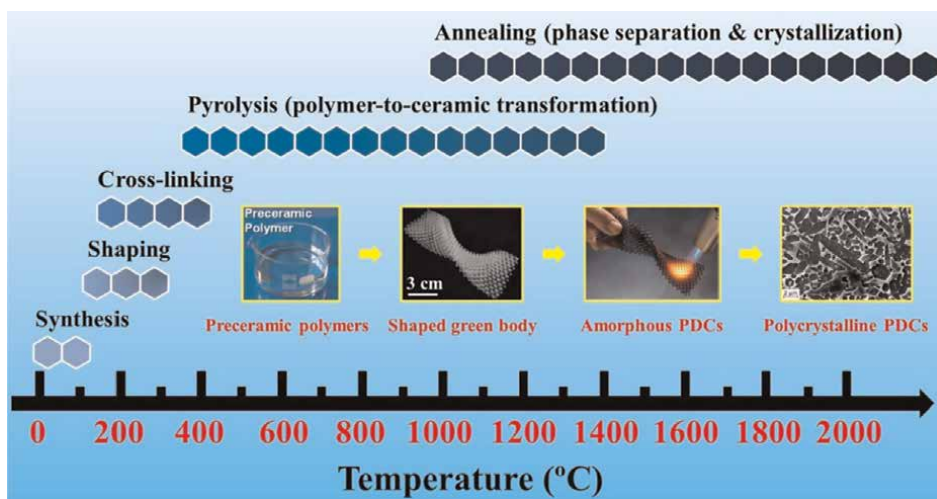 Annealing (phase separation & crystallization)
Pyrolysis (polymer-to-ceramic transformation)
Cross-linking
Shaping
Synthesis
Preceramic
Polymer
3 cm
Preceramic polymers
Shaped green body
Amorphous PDCs
Polycrystalline PDCs
0 200 400 600 800 1000 1200 1400 1600 1800 2000
Temperature (ºC)